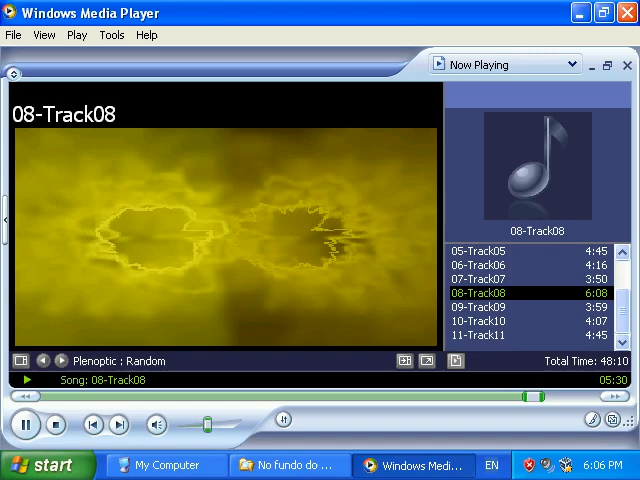 Windows Media Player
File View Play Tools Help
Now Playing
08-Track08
08-Track08
05-Track05 4:45
06-Track06 4:16
07-Track07 3:50
08-Track08 6:08
09-Track09 3:59
10-Track10 4:07
11-Track11 4:45
Plenoptic : Random
Total Time: 48:10
Song: 08-Track08 05:30
start My Computer No fundo do ... Windows Medi... EN 6:06 PM